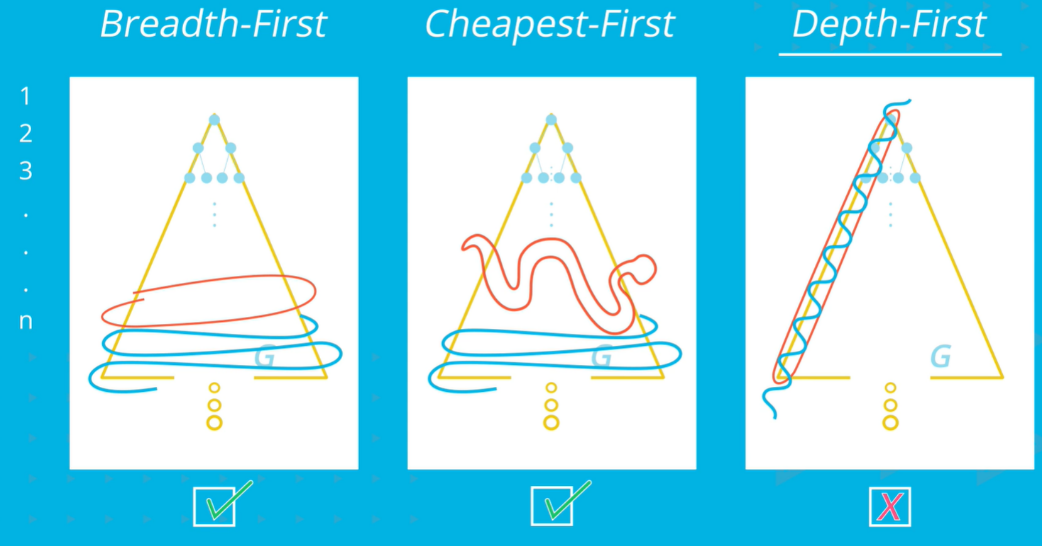 Breadth-First
Cheapest-First
Depth-First
1
2
3
.
.
.
n
G
G
G
X